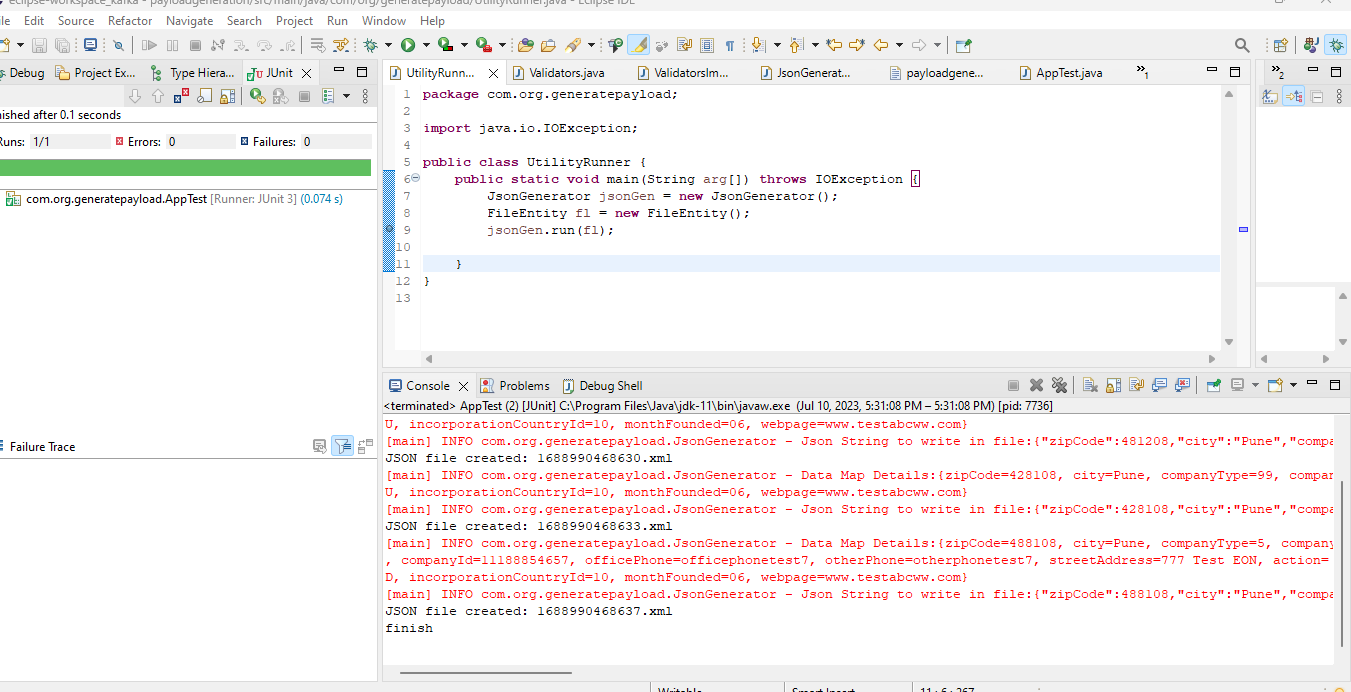 eclipse-workspace_kafka - payloadgeneration/src/main/java/com/org/generatepayload/UtilityRunner.java - Eclipse IDE
Edit Source Refactor Navigate Search Project Run Window Help
Debug Project Ex... Type Hiera... JUnit
UtilityRunn... Validators.java ValidatorsIm... JsonGenerat... payloadgene... AppTest.java »1
»2
nished after 0.1 seconds
Runs: 1/1 Errors: 0 Failures: 0
com.org.generatepayload.AppTest [Runner: JUnit 3] (0.074 s)
Failure Trace
1 package com.org.generatepayload;
2
3 import java.io.IOException;
4
5 public class UtilityRunner {
6 public static void main(String arg[]) throws IOException {
7 JsonGenerator jsonGen = new JsonGenerator();
8 FileEntity fl = new FileEntity();
9 jsonGen.run(fl);
10
11 }
12 }
13
Console Problems Debug Shell
<terminated> AppTest (2) [JUnit] C:\Program Files\Java\jdk-11\bin\javaw.exe (Jul 10, 2023, 5:31:08 PM – 5:31:08 PM) [pid: 7736]
U, incorporationCountryId=10, monthFounded=06, webpage=www.testabcww.com}
[main] INFO com.org.generatepayload.JsonGenerator - Json String to write in file:{"zipCode":481208,"city":"Pune","compa
JSON file created: 1688990468630.xml
[main] INFO com.org.generatepayload.JsonGenerator - Data Map Details:{zipCode=428108, city=Pune, companyType=99, compan
U, incorporationCountryId=10, monthFounded=06, webpage=www.testabcww.com}
[main] INFO com.org.generatepayload.JsonGenerator - Json String to write in file:{"zipCode":428108,"city":"Pune","compa
JSON file created: 1688990468633.xml
[main] INFO com.org.generatepayload.JsonGenerator - Data Map Details:{zipCode=488108, city=Pune, companyType=5, company
, companyId=11188854657, officePhone=officephonetest7, otherPhone=otherphonetest7, streetAddress=777 Test EON, action=
D, incorporationCountryId=10, monthFounded=06, webpage=www.testabcww.com}
[main] INFO com.org.generatepayload.JsonGenerator - Json String to write in file:{"zipCode":488108,"city":"Pune","compa
JSON file created: 1688990468637.xml
finish
Writable Smart Insert 11 : 6 : 267